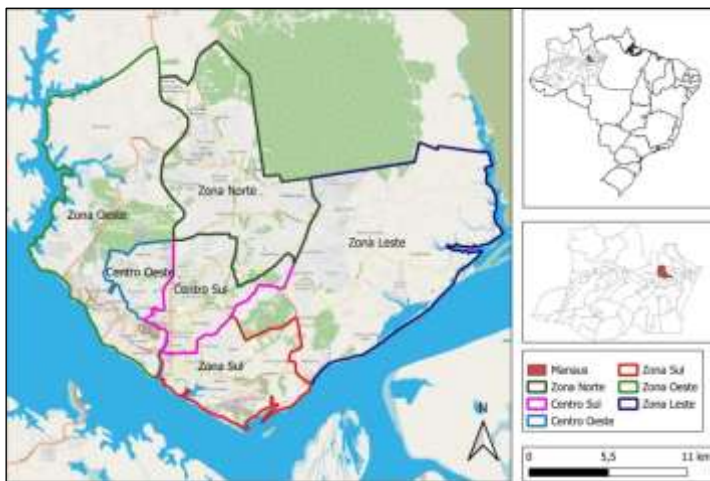 Zona Norte
Zona Oeste
Zona Leste
Centro Oeste
Centro Sul
Zona Sul
N
Manaus
Zona Norte
Centro Sul
Centro Oeste
Zona Sul
Zona Oeste
Zona Leste
0 5,5 11 km